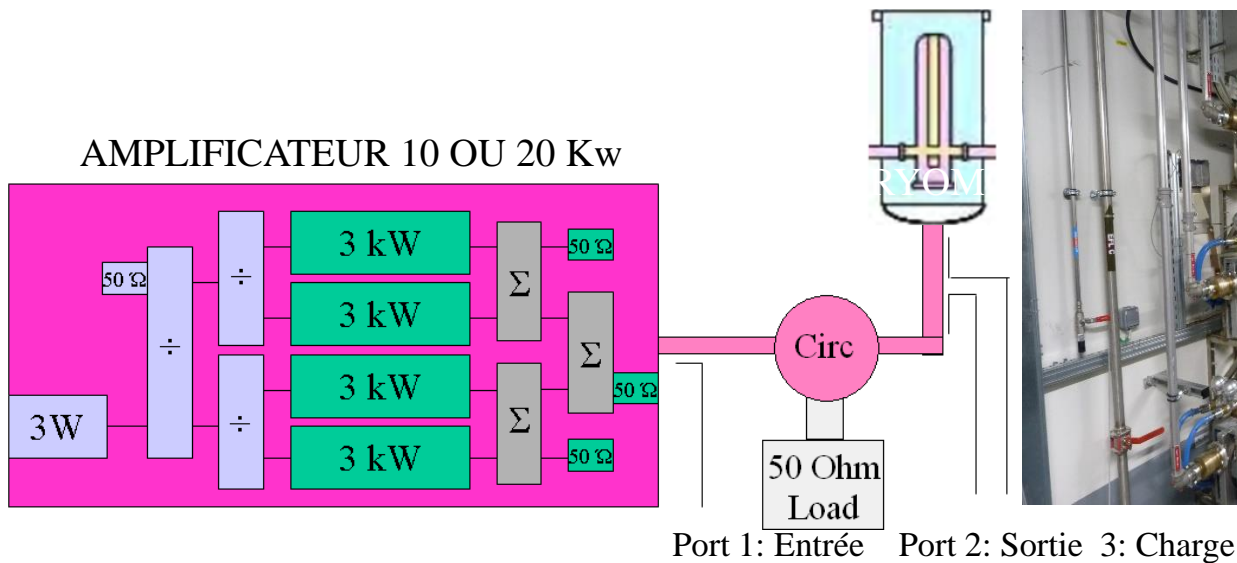 AMPLIFICATEUR 10 OU 20 Kw
50 Ω
÷
÷
÷
3W
3 kW
3 kW
3 kW
3 kW
Σ
Σ
Σ
50 Ω
50 Ω
50 Ω
Circ
50 Ohm
Load
RYOM
Port 1: Entrée Port 2: Sortie 3: Charge